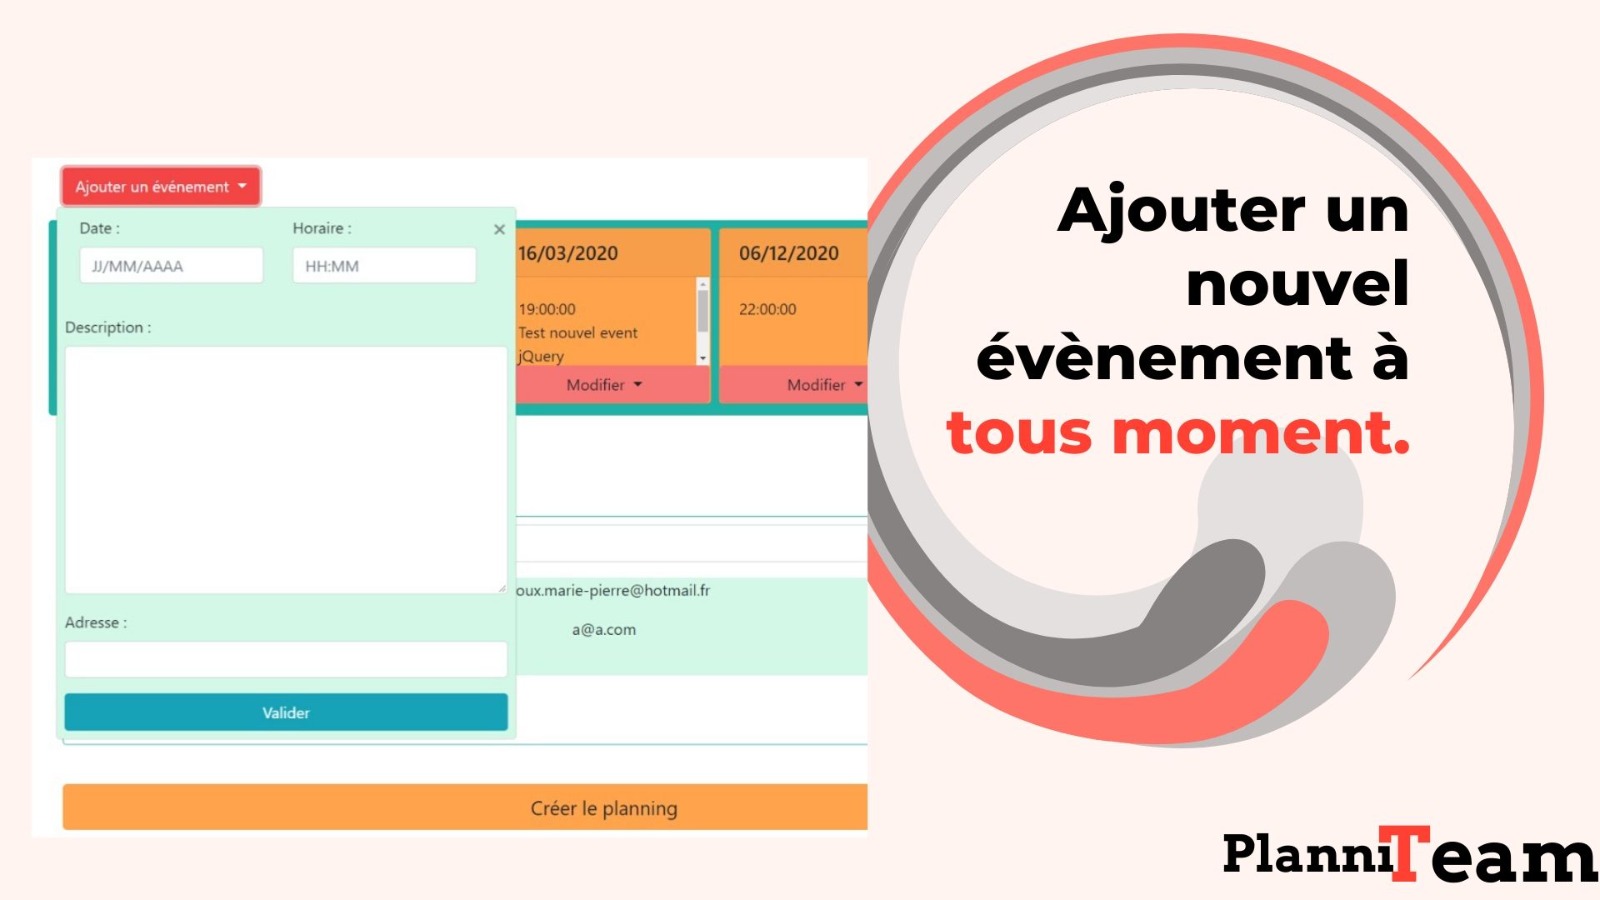 Ajouter un événement
Date :
Horaire :
×
JJ/MM/AAAA
HH:MM
Description :
Adresse :
Valider
16/03/2020
19:00:00
Test nouvel event
jQuery
Modifier
06/12/2020
22:00:00
Modifier
oux.marie-pierre@hotmail.fr
a@a.com
Créer le planning
Ajouter un
nouvel
évènement à
tous moment.
PlanniTeam